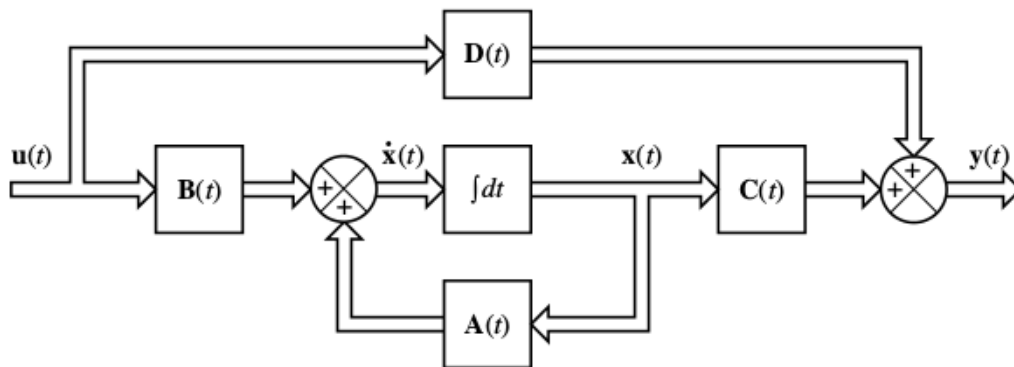 D(t)
u(t)
B(t)
+
+
ẋ(t)
∫dt
x(t)
C(t)
+
+
y(t)
A(t)